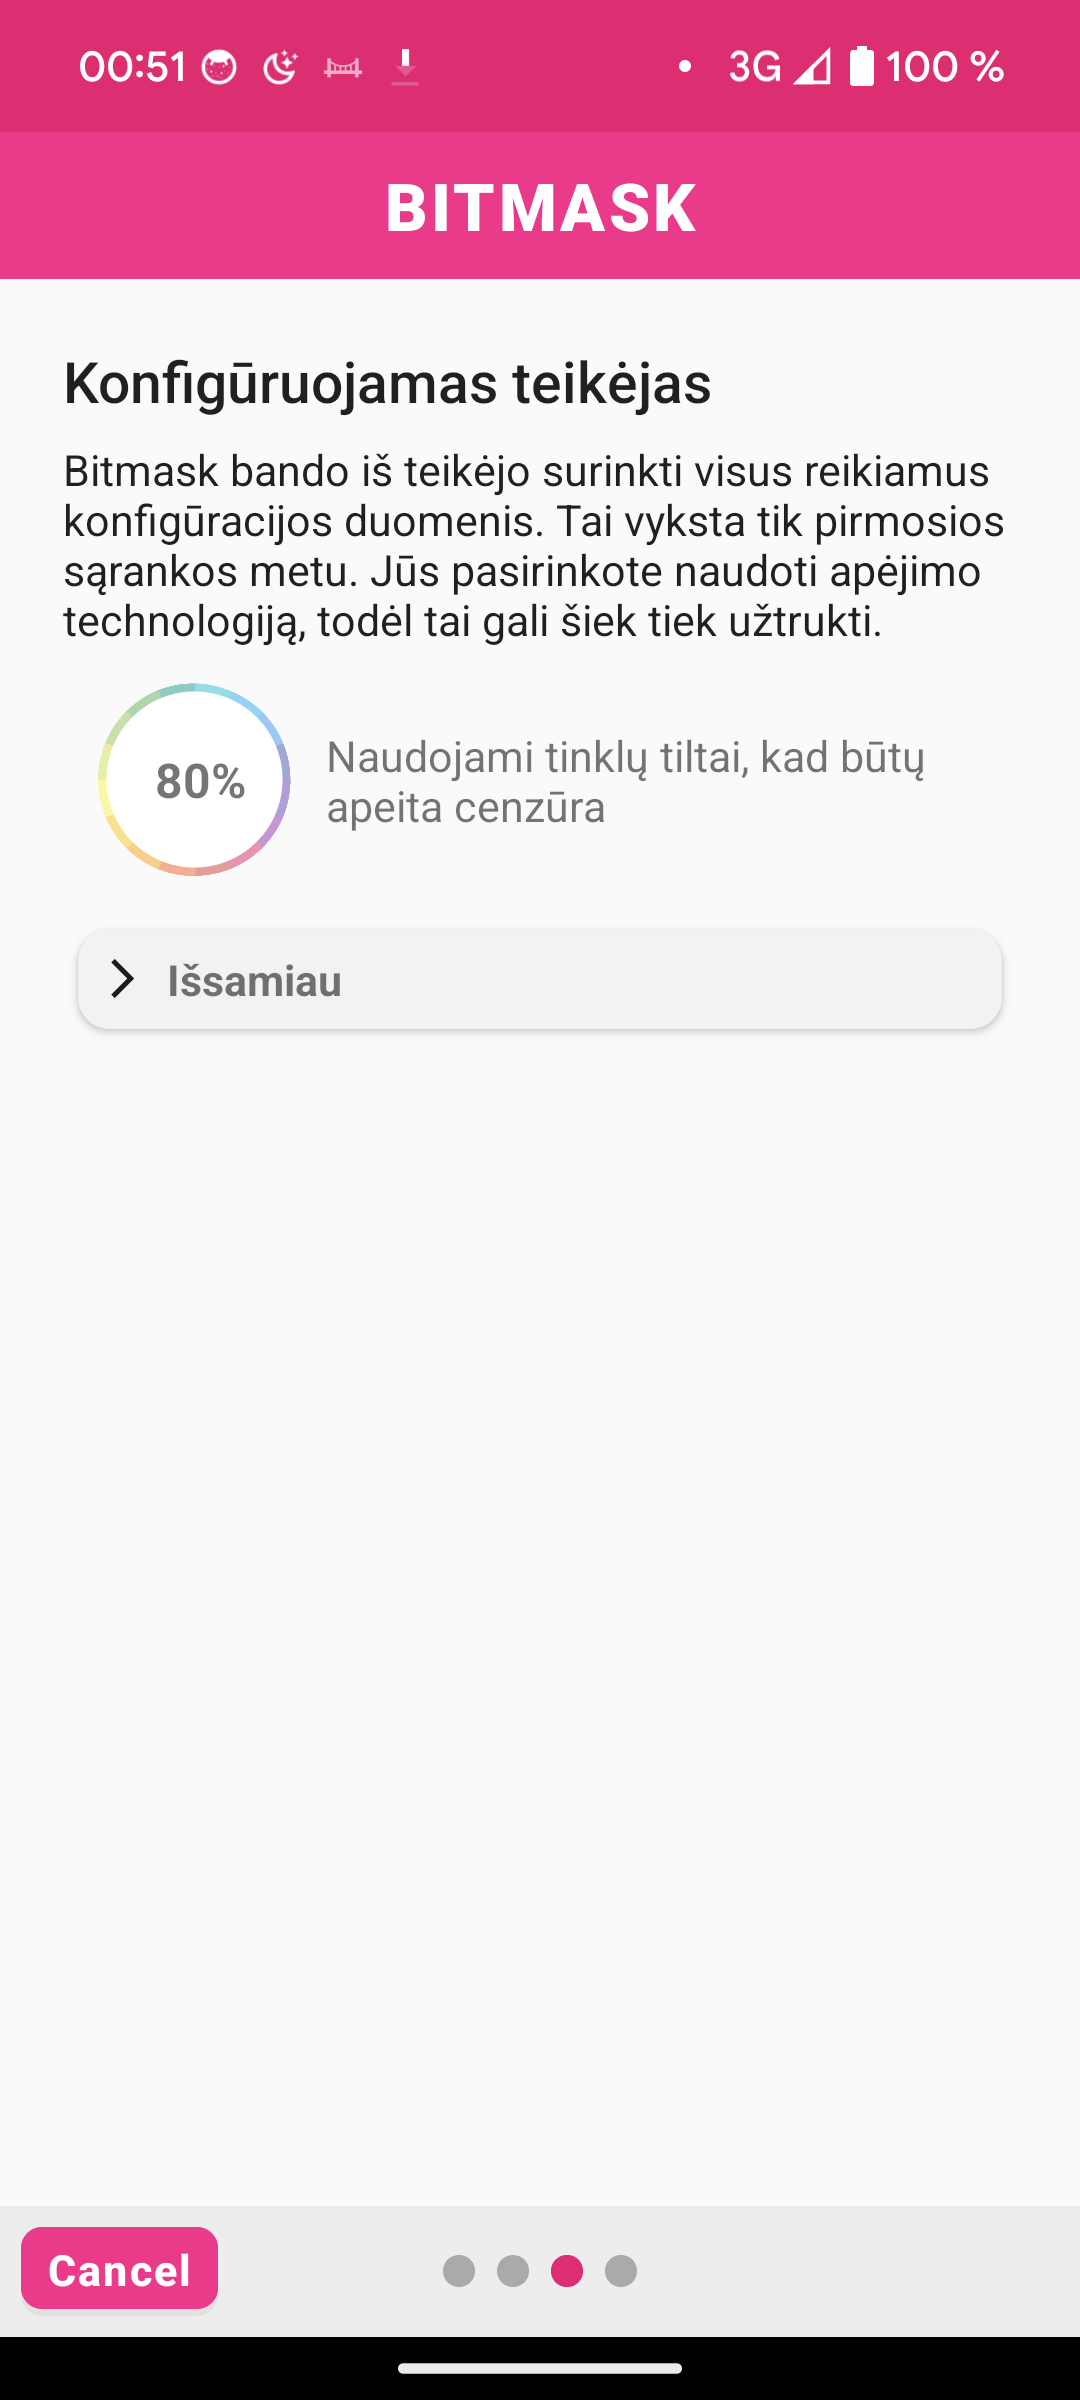 00:51
3G 100 %
BITMASK
Konfigūruojamas teikėjas
Bitmask bando iš teikėjo surinkti visus reikiamus
konfigūracijos duomenis. Tai vyksta tik pirmosios
sąrankos metu. Jūs pasirinkote naudoti apėjimo
technologiją, todėl tai gali šiek tiek užtrukti.
80%
Naudojami tinklų tiltai, kad būtų
apeita cenzūra
Išsamiau
Cancel